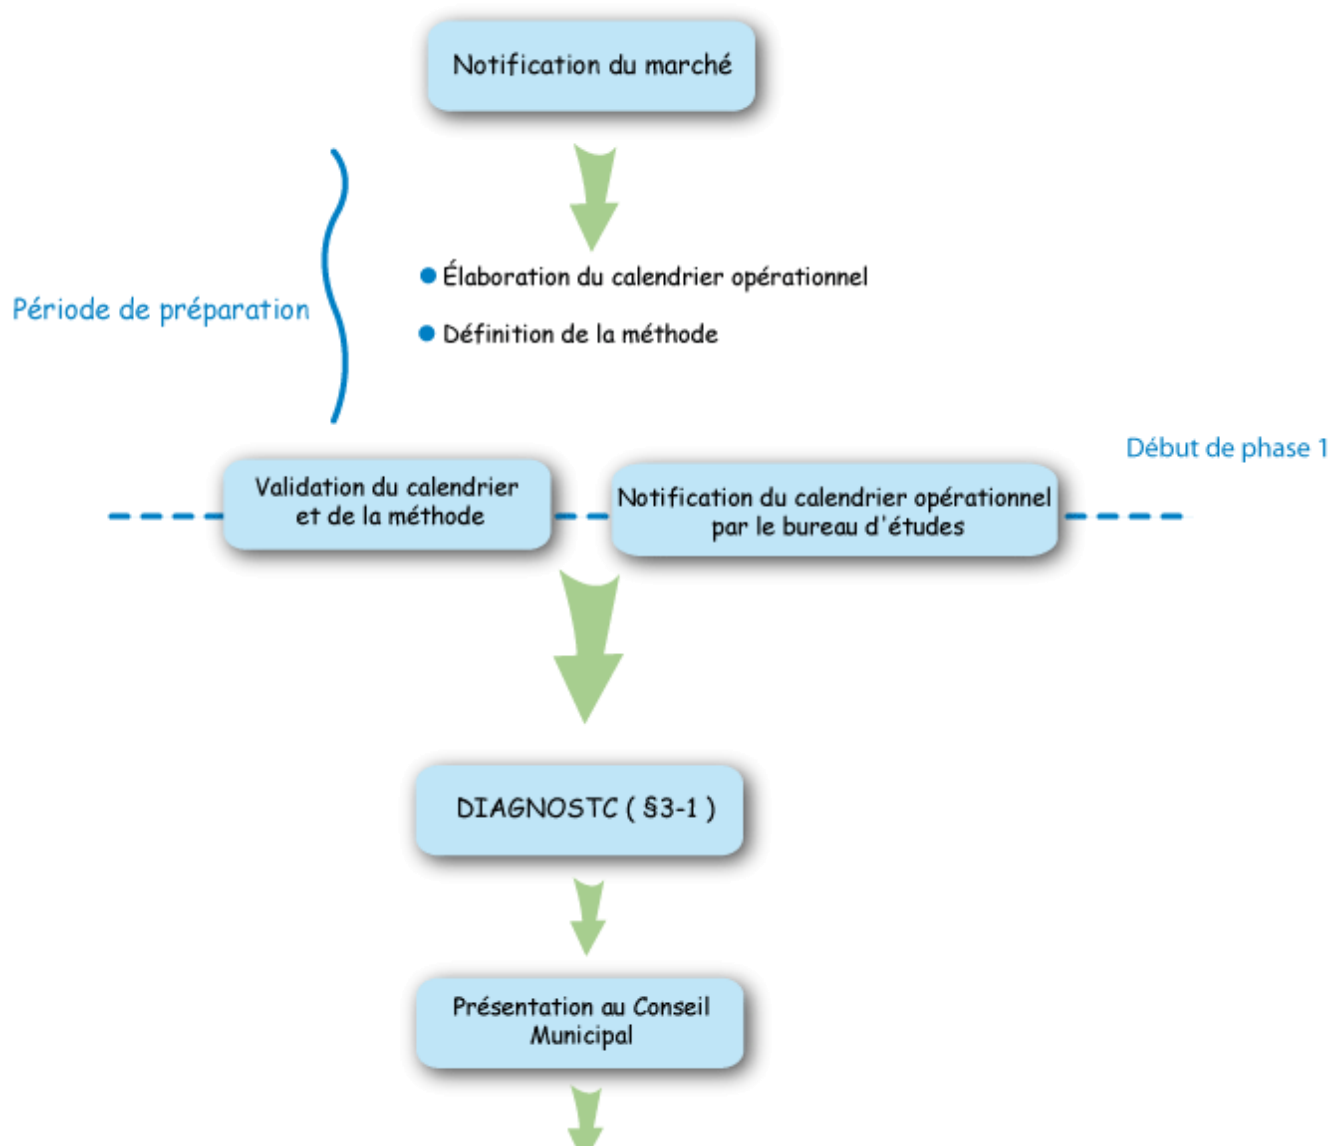 Notification du marché
Élaboration du calendrier opérationnel
Période de préparation
Définition de la méthode
Début de phase 1
Validation du calendrier
et de la méthode
Notification du calendrier opérationnel
par le bureau d'études
DIAGNOSTC ( §3-1 )
Présentation au Conseil
Municipal